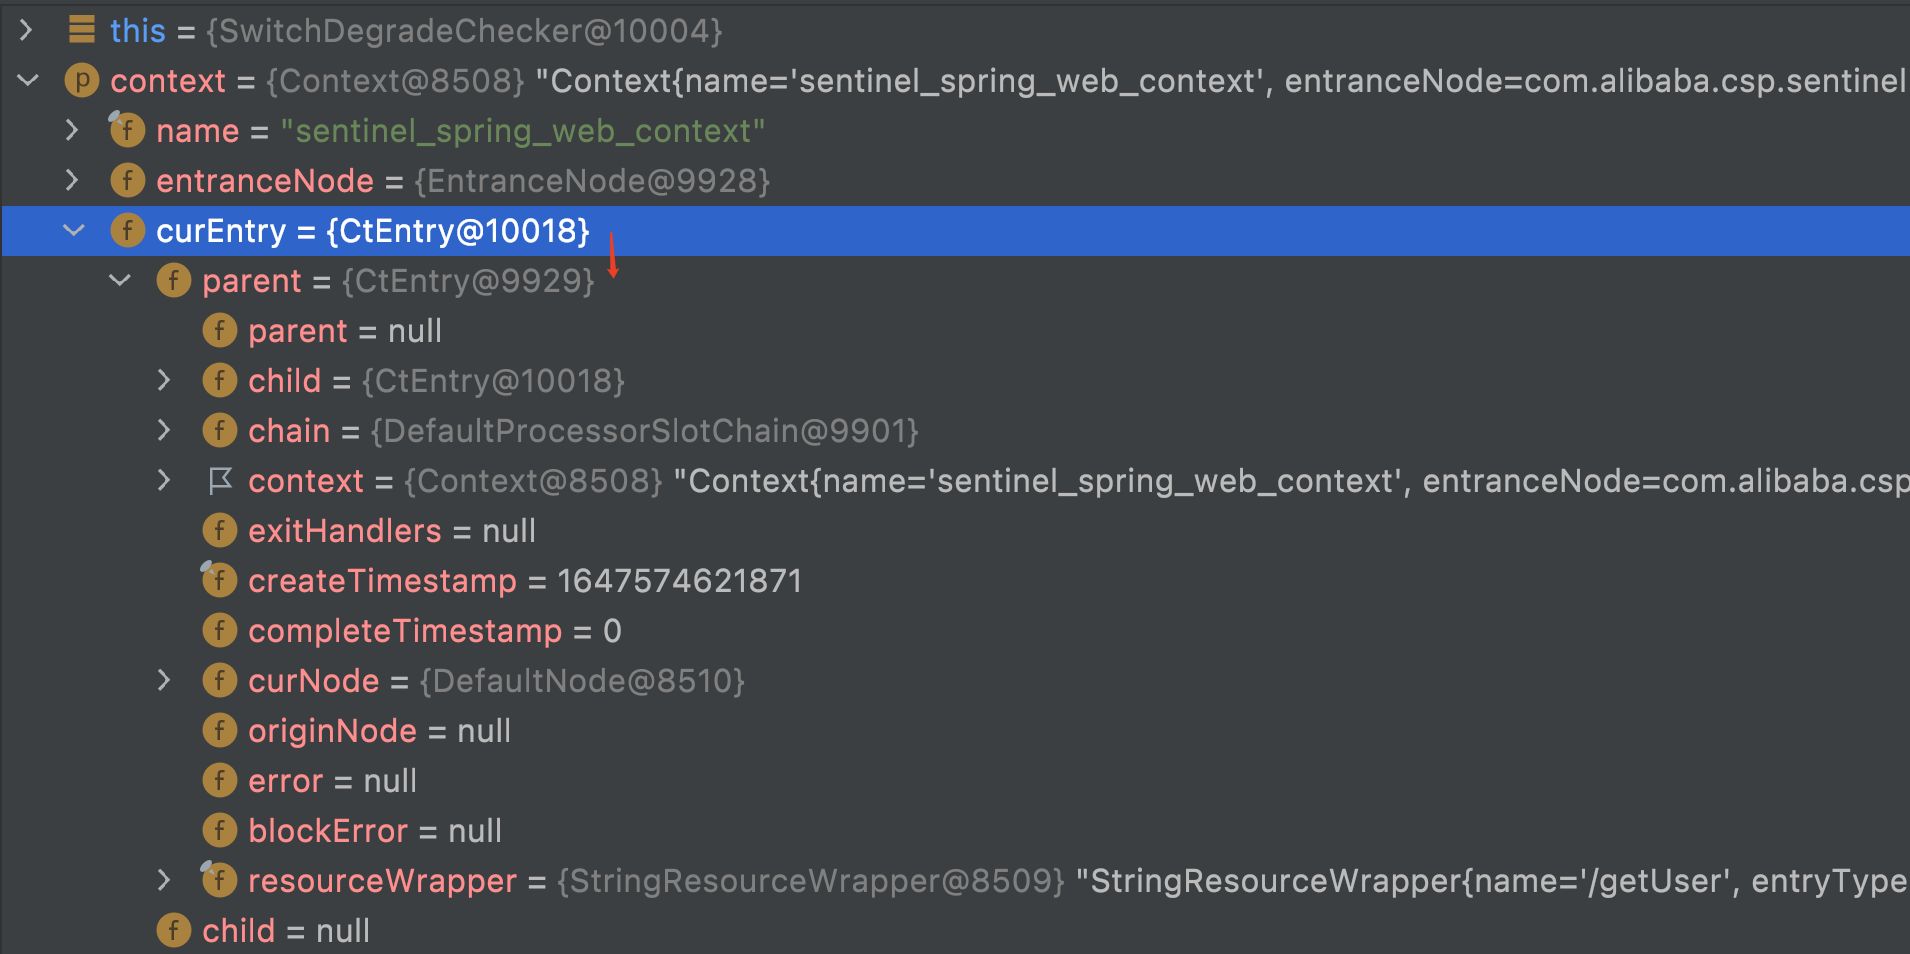 this = {SwitchDegradeChecker@10004}
p context = {Context@8508} "Context{name='sentinel_spring_web_context', entranceNode=com.alibaba.csp.sentinel
f name = "sentinel_spring_web_context"
f entranceNode = {EntranceNode@9928}
f curEntry = {CtEntry@10018}
f parent = {CtEntry@9929}
f parent = null
f child = {CtEntry@10018}
f chain = {DefaultProcessorSlotChain@9901}
context = {Context@8508} "Context{name='sentinel_spring_web_context', entranceNode=com.alibaba.csp
f exitHandlers = null
f createTimestamp = 1647574621871
f completeTimestamp = 0
f curNode = {DefaultNode@8510}
f originNode = null
f error = null
f blockError = null
f resourceWrapper = {StringResourceWrapper@8509} "StringResourceWrapper{name='/getUser', entryType
f child = null